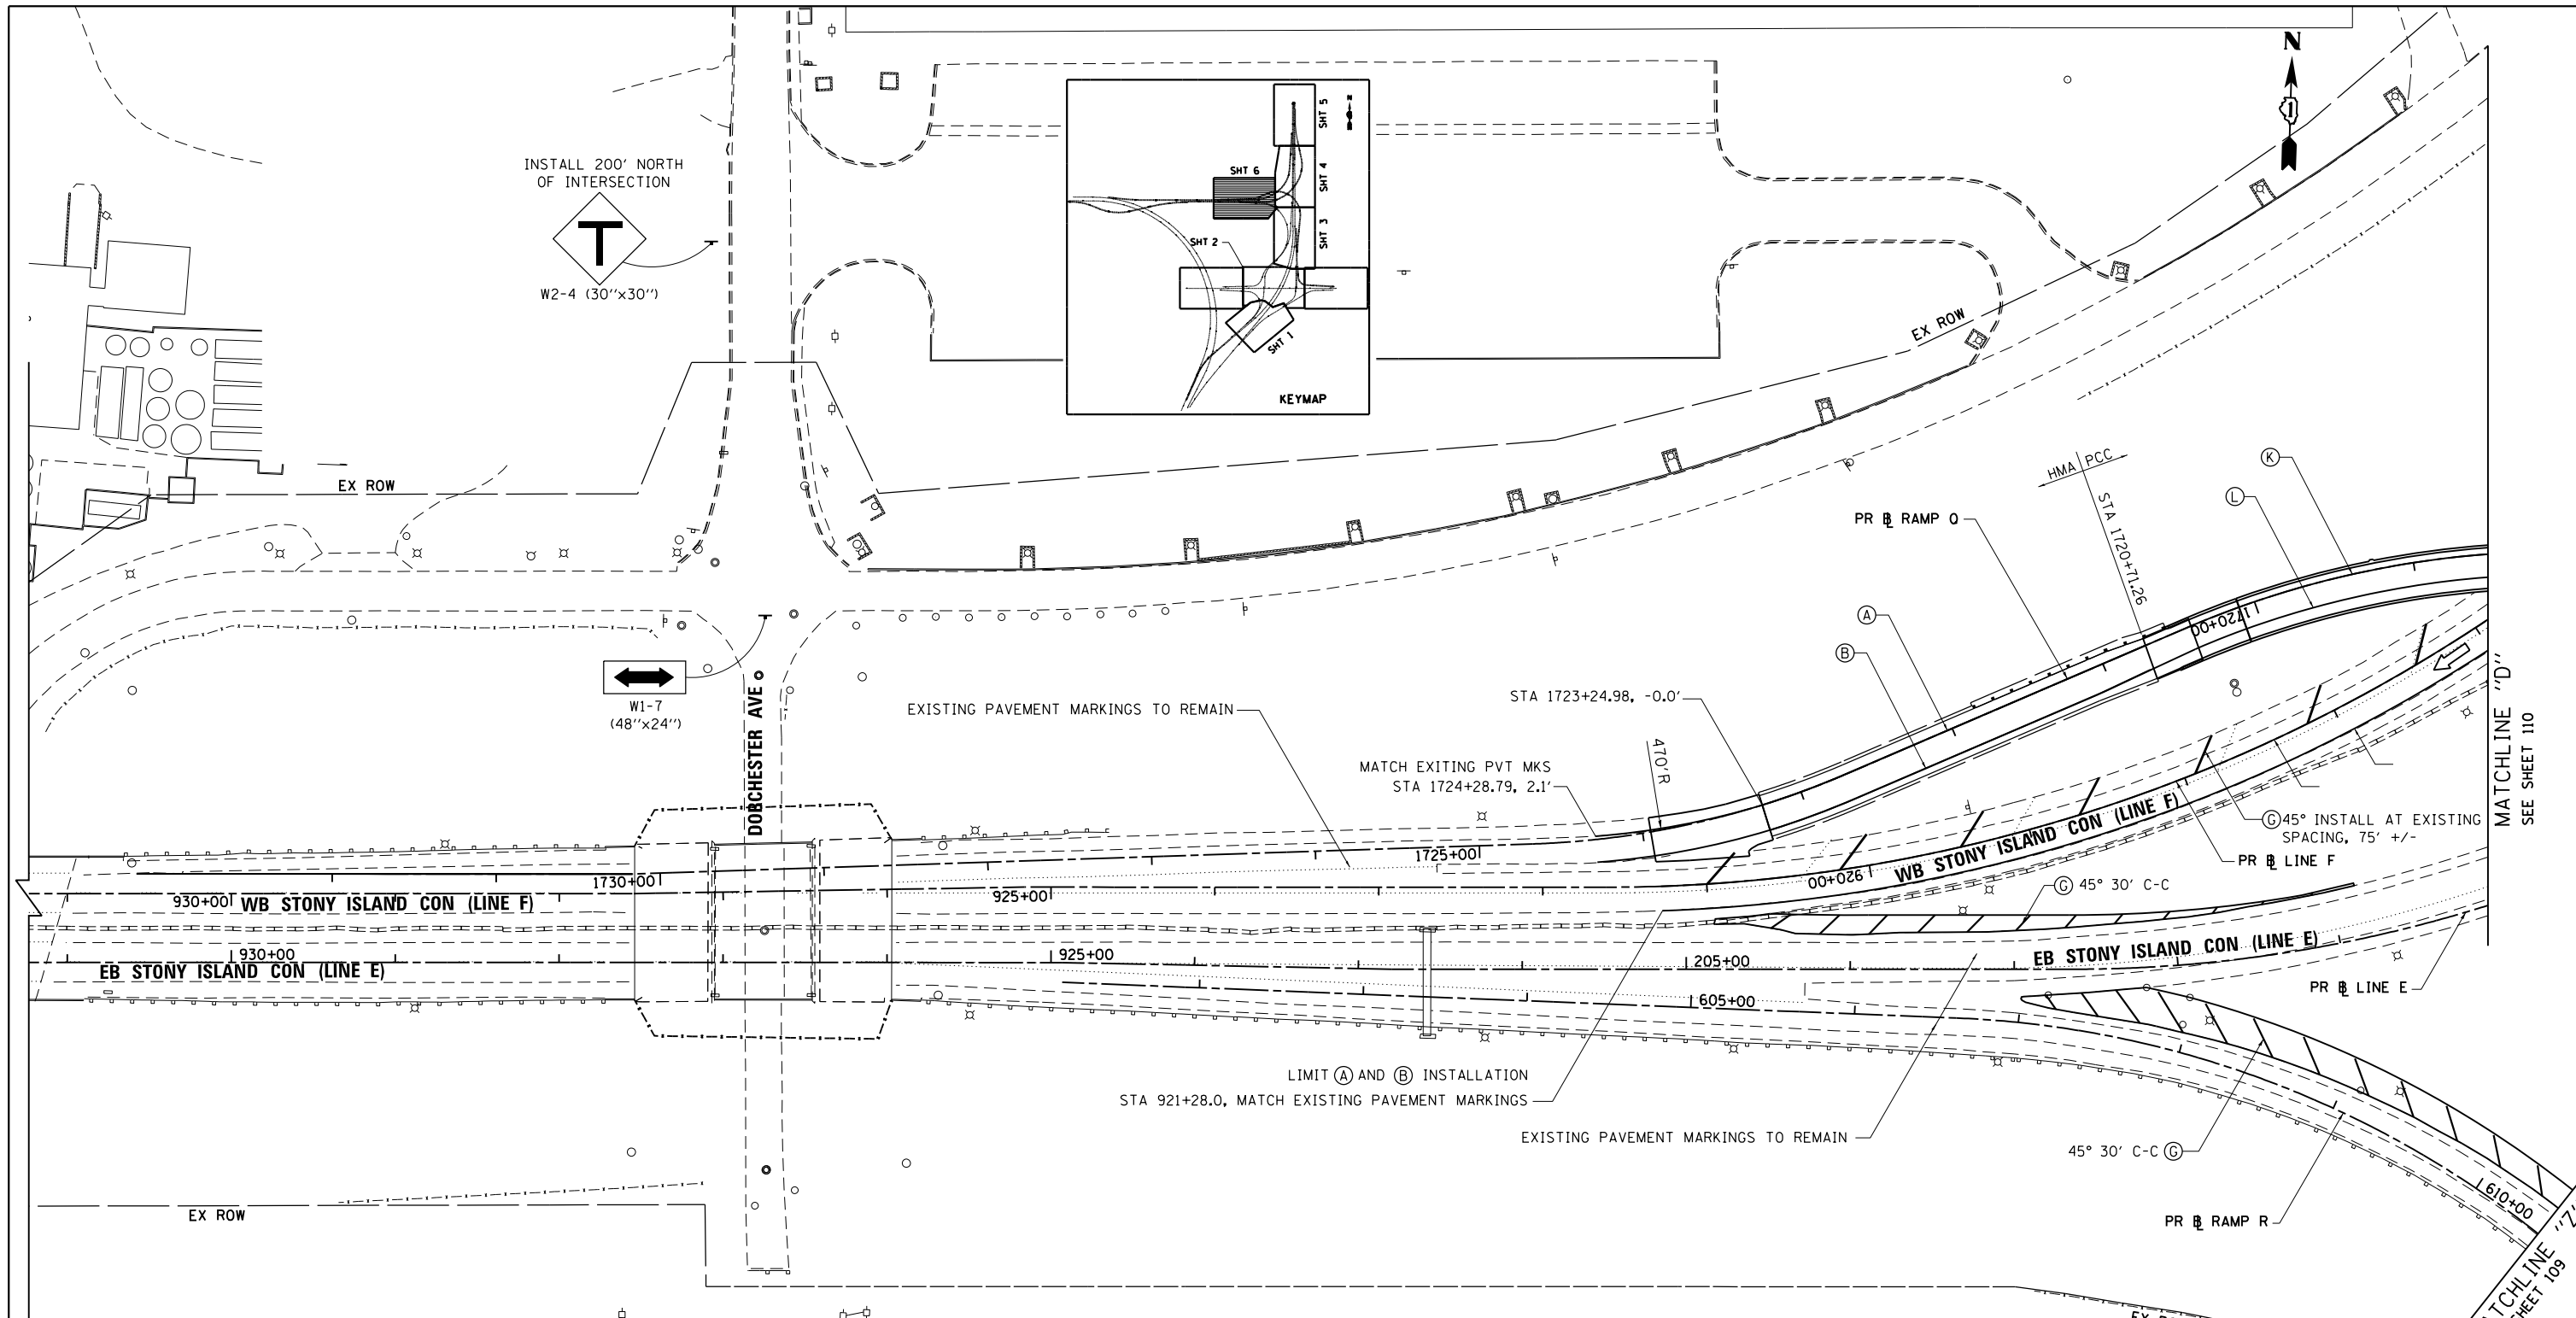 N
INSTALL 200' NORTH
OF INTERSECTION
W2-4 (30''x30'')
SHT 5
N
SHT 4
SHT 6
SHT 3
SHT 2
SHT 1
KEYMAP
EX ROW
EX ROW
HMA PCC
STA 1720+71.26
K
L
PR BL RAMP Q
1720+00
A
B
W1-7
(48''x24'')
DORCHESTER AVE
EXISTING PAVEMENT MARKINGS TO REMAIN
STA 1723+24.98, -0.0'
470'R
MATCH EXITING PVT MKS
STA 1724+28.79, 2.1'
MATCHLINE "D"
SEE SHEET 110
G 45° INSTALL AT EXISTING
SPACING, 75' +/-
PR BL LINE F
WB STONY ISLAND CON (LINE F)
920+00
G 45° 30' C-C
1725+00
1730+00
925+00
930+00
WB STONY ISLAND CON (LINE F)
930+00
EB STONY ISLAND CON (LINE E)
925+00
205+00
605+00
EB STONY ISLAND CON (LINE E)
PR BL LINE E
LIMIT A AND B INSTALLATION
STA 921+28.0, MATCH EXISTING PAVEMENT MARKINGS
EXISTING PAVEMENT MARKINGS TO REMAIN
45° 30' C-C G
PR BL RAMP R
610+00
EX ROW